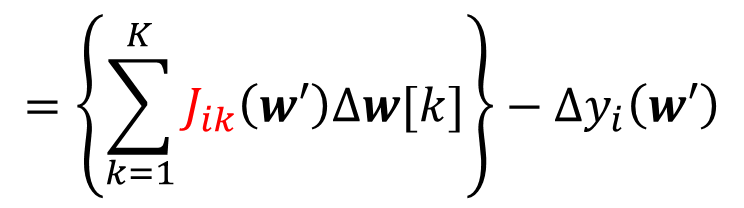 = { ∑_{k=1}^{K} J_{ik}(w′)Δw[k] } − Δy_i(w′)